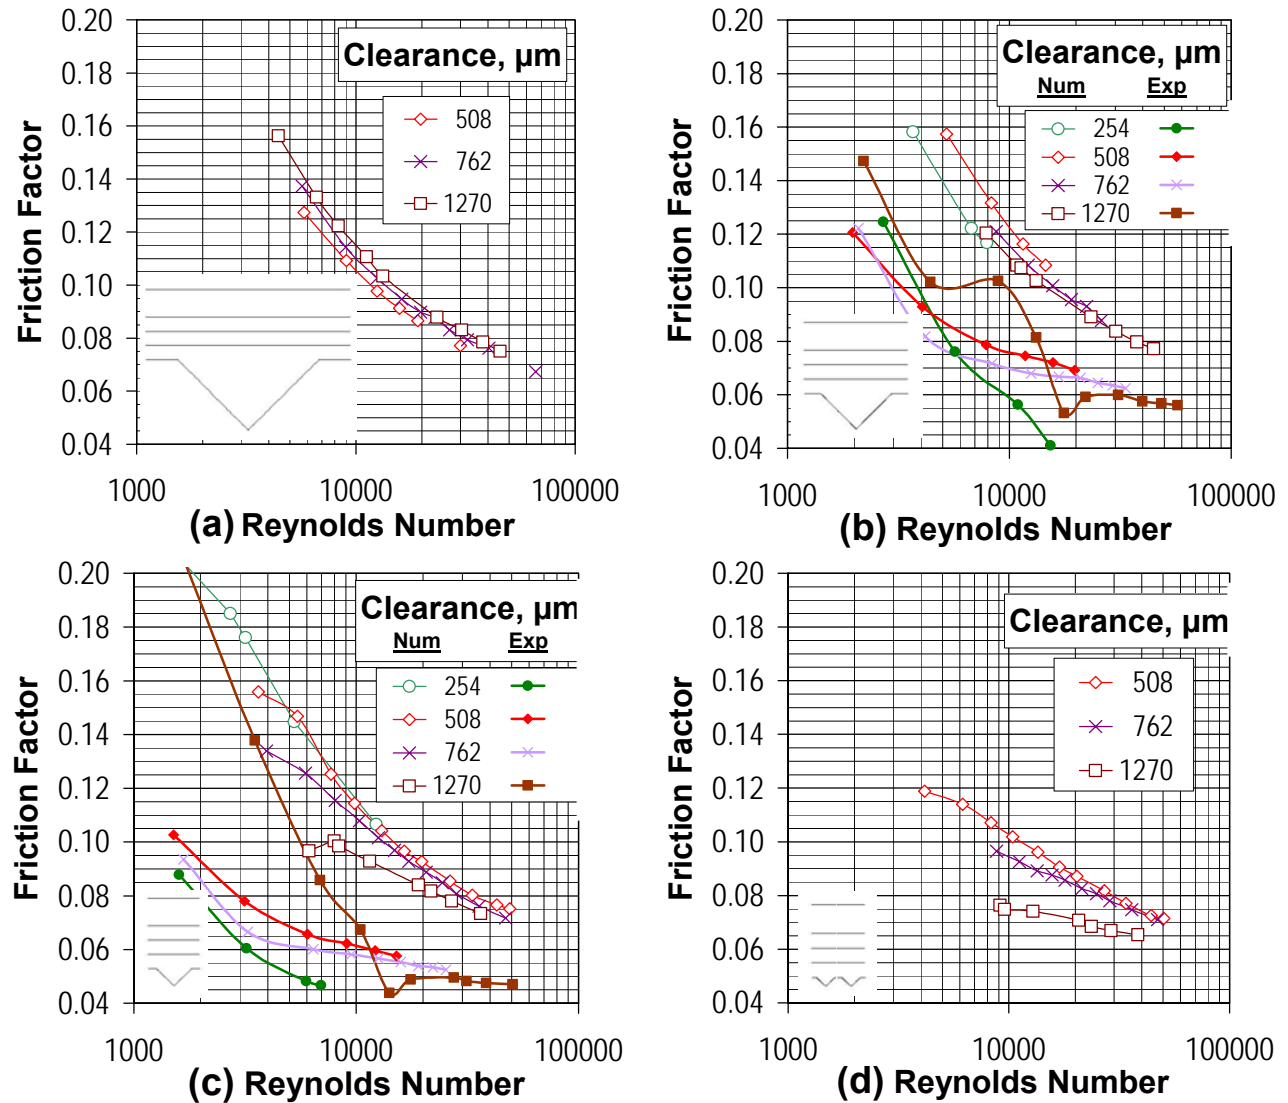 0.20
0.18
0.16
0.14
0.12
0.10
0.08
0.06
0.04
Friction Factor
Clearance, µm
508
762
1270
1000 10000 100000
(a) Reynolds Number
0.20
0.18
0.16
0.14
0.12
0.10
0.08
0.06
0.04
Friction Factor
Clearance, µm
Num Exp
254
508
762
1270
1000 10000 100000
(b) Reynolds Number
0.20
0.18
0.16
0.14
0.12
0.10
0.08
0.06
0.04
Friction Factor
Clearance, µm
Num Exp
254
508
762
1270
1000 10000 100000
(c) Reynolds Number
0.20
0.18
0.16
0.14
0.12
0.10
0.08
0.06
0.04
Friction Factor
Clearance, µm
508
762
1270
1000 10000 100000
(d) Reynolds Number